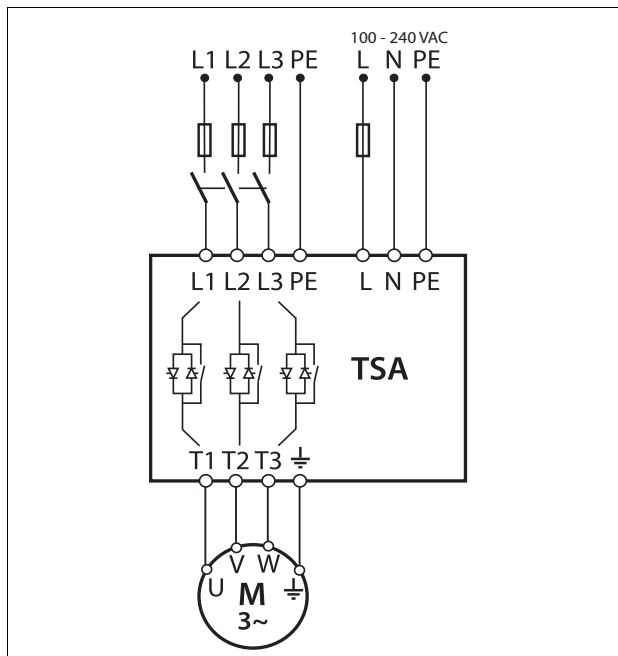 100 - 240 VAC
L1 L2 L3 PE L N PE
L1 L2 L3 PE L N PE
TSA
T1 T2 T3
V W
U
M
3~